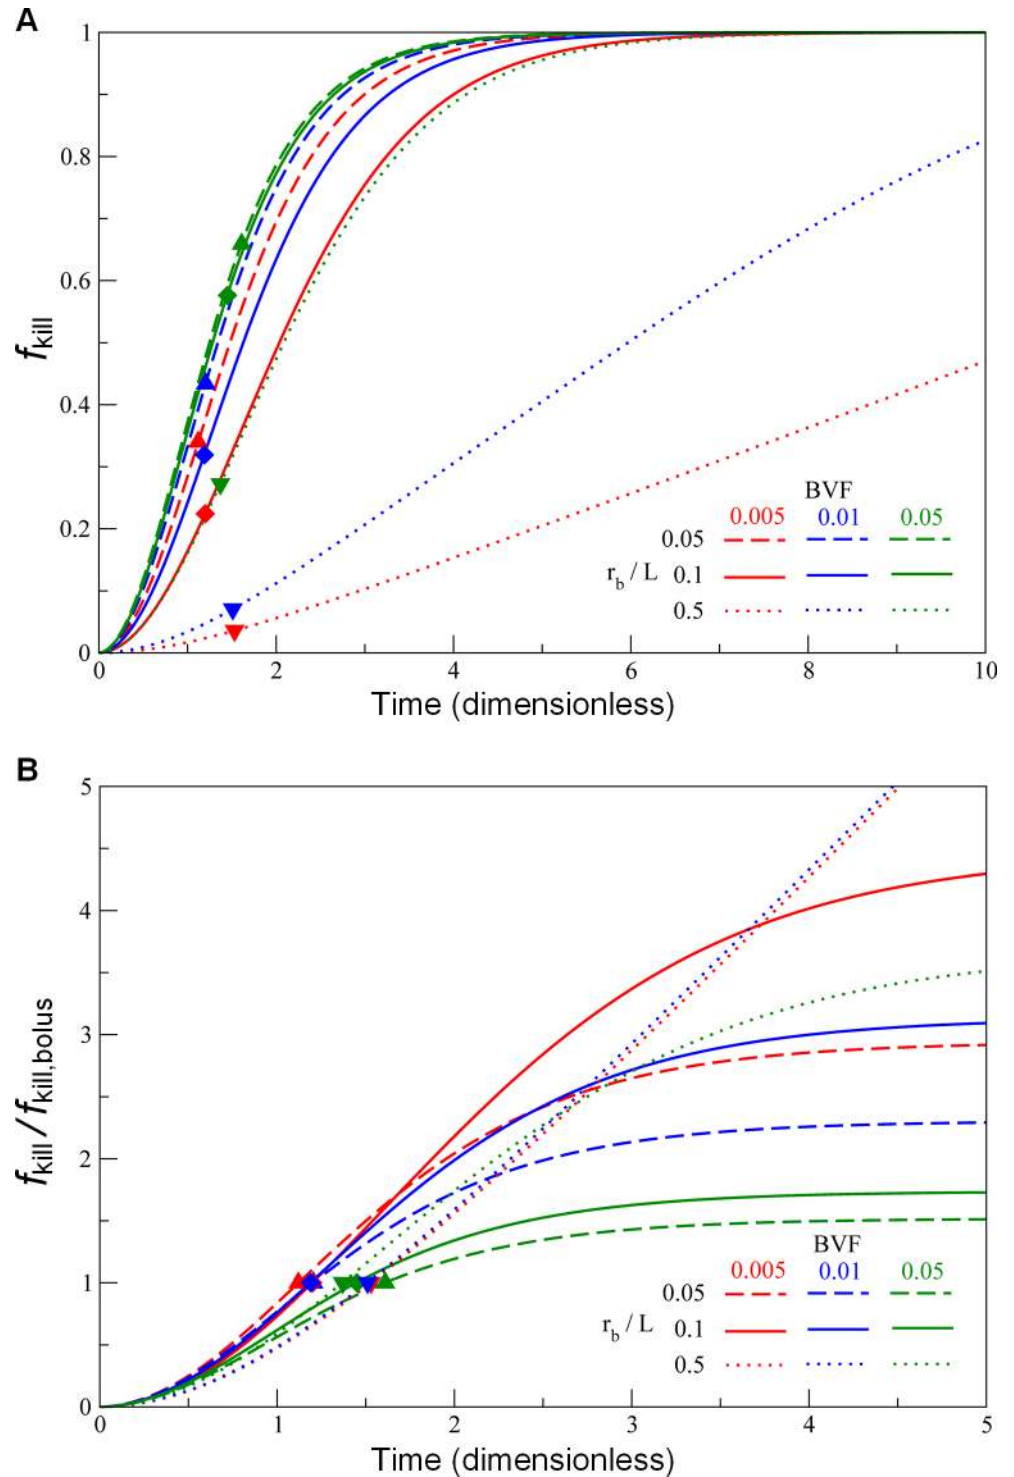 A
1
0.8
0.6
0.4
0.2
0
f_kill
0 2 4 6 8 10
Time (dimensionless)
BVF
0.005 0.01 0.05
0.05
r_b / L 0.1
0.5
B
5
4
3
2
1
0
f_kill / f_kill,bolus
0 1 2 3 4 5
Time (dimensionless)
BVF
0.005 0.01 0.05
0.05
r_b / L 0.1
0.5